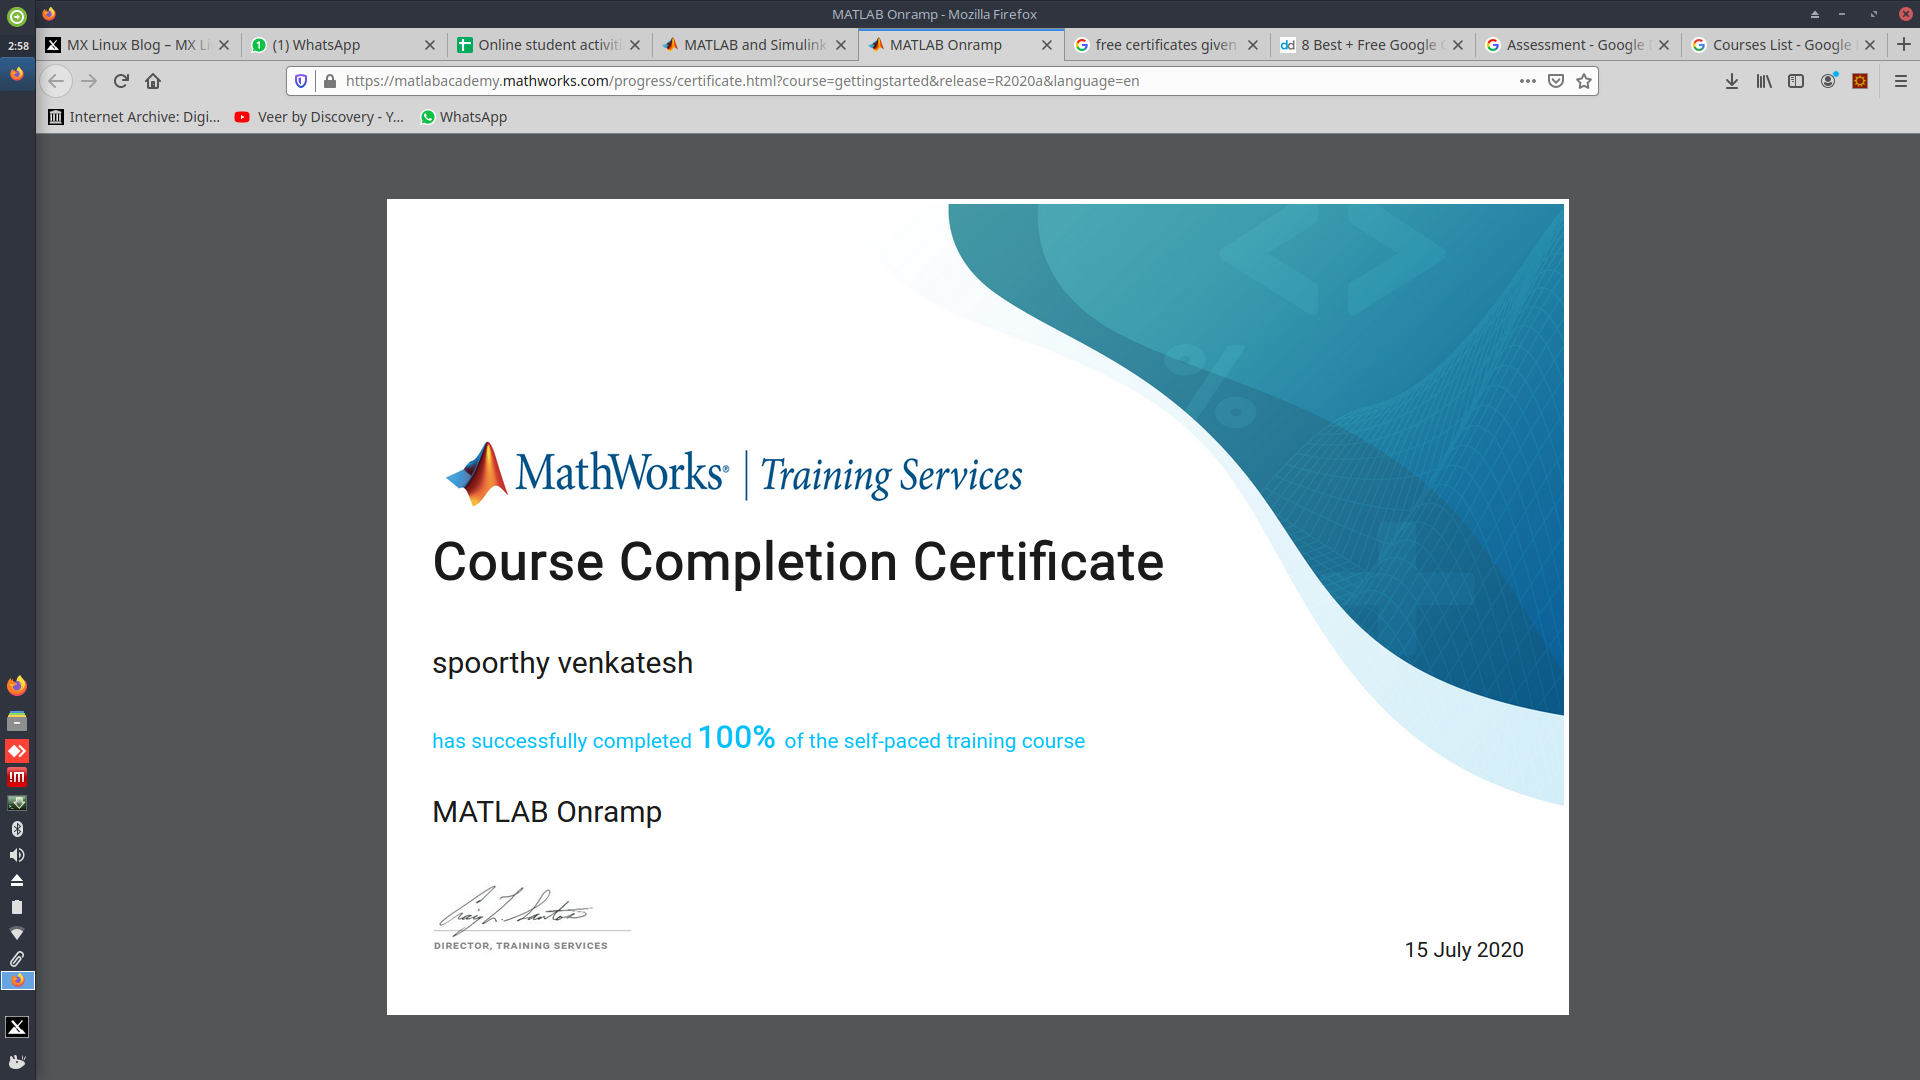 MATLAB Onramp - Mozilla Firefox
2:58
MX Linux Blog – MX Li
(1) WhatsApp
Online student activiti
MATLAB and Simulink
MATLAB Onramp
free certificates given
8 Best + Free Google C
Assessment - Google
Courses List - Google
https://matlabacademy.mathworks.com/progress/certificate.html?course=gettingstarted&release=R2020a&language=en
Internet Archive: Digi...
Veer by Discovery - Y...
WhatsApp
<>
%
+
MathWorks® | Training Services
Course Completion Certificate
spoorthy venkatesh
has successfully completed 100% of the self-paced training course
MATLAB Onramp
Craig L. Santos
DIRECTOR, TRAINING SERVICES
15 July 2020